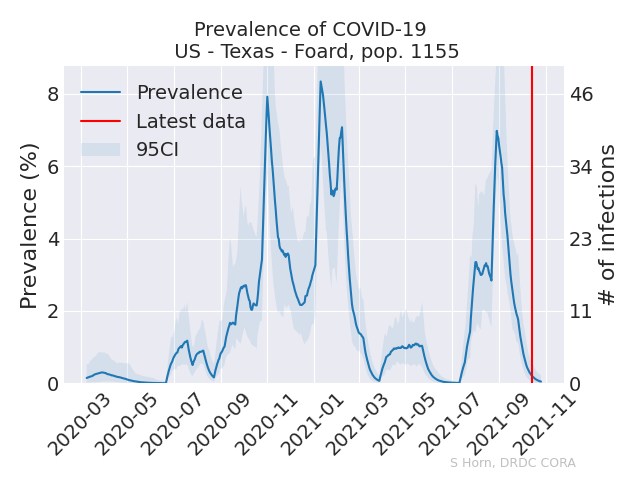 Prevalence of COVID-19
US - Texas - Foard, pop. 1155
Prevalence
Latest data
95CI
Prevalence (%)
8
6
4
2
0
46
34
23
11
0
# of infections
2020-03
2020-05
2020-07
2020-09
2020-11
2021-01
2021-03
2021-05
2021-07
2021-09
2021-11
S Horn, DRDC CORA